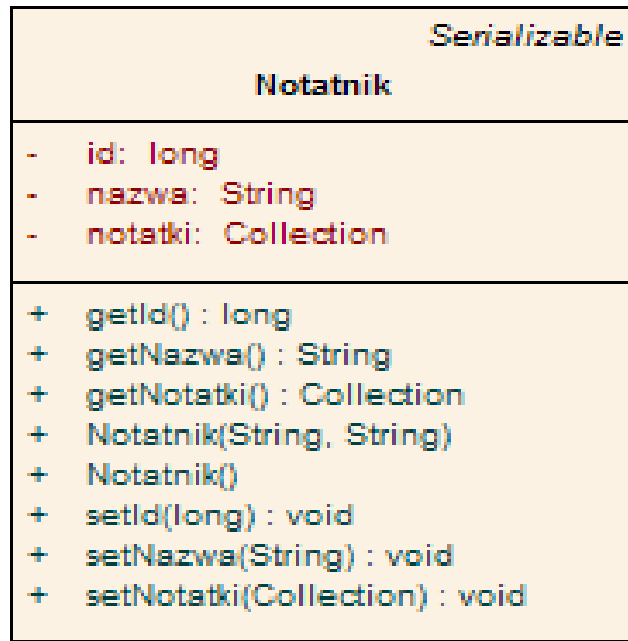 Serializable
Notatnik
- id: long
- nazwa: String
- notatki: Collection
+ getId() : long
+ getNazwa() : String
+ getNotatki() : Collection
+ Notatnik(String, String)
+ Notatnik()
+ setId(long) : void
+ setNazwa(String) : void
+ setNotatki(Collection) : void